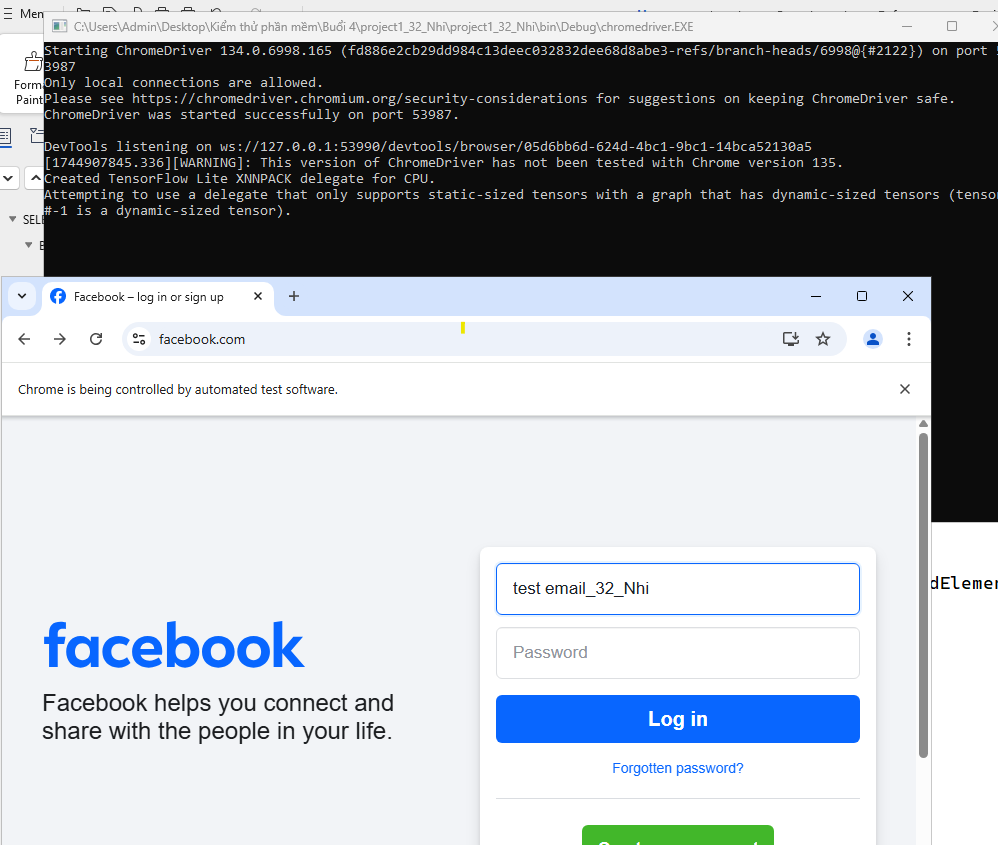 Menu
C:\Users\Admin\Desktop\Kiểm thử phần mềm\Buổi 4\project1_32_Nhi\project1_32_Nhi\bin\Debug\chromedriver.EXE
Starting ChromeDriver 134.0.6998.165 (fd886e2cb29dd984c13deec032832dee68d8abe3-refs/branch-heads/6998@{#2122}) on port 5
3987
Only local connections are allowed.
Please see https://chromedriver.chromium.org/security-considerations for suggestions on keeping ChromeDriver safe.
ChromeDriver was started successfully on port 53987.
DevTools listening on ws://127.0.0.1:53990/devtools/browser/05d6bb6d-624d-4bc1-9bc1-14bca52130a5
[1744907845.336][WARNING]: This version of ChromeDriver has not been tested with Chrome version 135.
Created TensorFlow Lite XNNPACK delegate for CPU.
Attempting to use a delegate that only supports static-sized tensors with a graph that has dynamic-sized tensors (tenso
#-1 is a dynamic-sized tensor).
Form
Paint
SELE
Facebook – log in or sign up
facebook.com
Chrome is being controlled by automated test software.
dElemen
test email_32_Nhi
Password
Log in
Forgotten password?
facebook
Facebook helps you connect and
share with the people in your life.